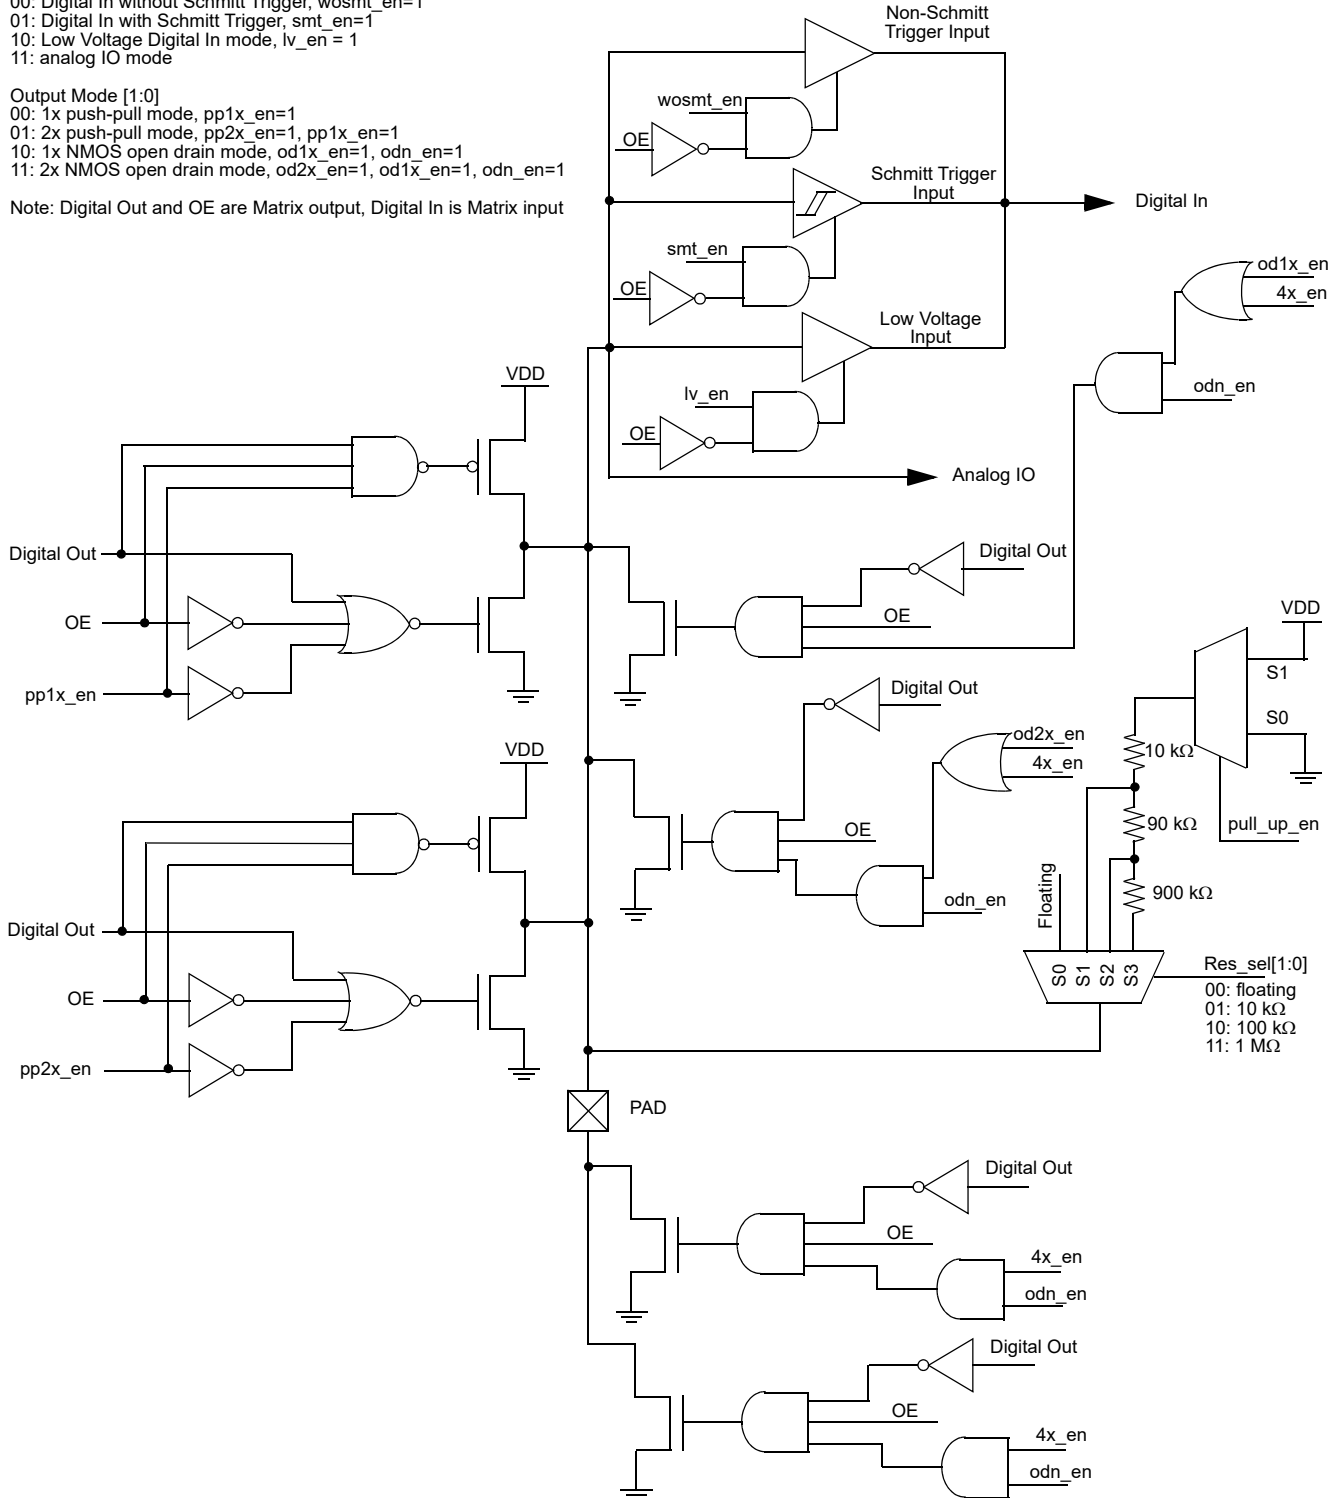 00: Digital In without Schmitt Trigger, wosmt_en=1
01: Digital In with Schmitt Trigger, smt_en=1
10: Low Voltage Digital In mode, lv_en = 1
11: analog IO mode
Output Mode [1:0]
00: 1x push-pull mode, pp1x_en=1
01: 2x push-pull mode, pp2x_en=1, pp1x_en=1
10: 1x NMOS open drain mode, od1x_en=1, odn_en=1
11: 2x NMOS open drain mode, od2x_en=1, od1x_en=1, odn_en=1
Note: Digital Out and OE are Matrix output, Digital In is Matrix input
Non-Schmitt
Trigger Input
wosmt_en
OE
Schmitt Trigger
Input
Digital In
smt_en
OE
od1x_en
4x_en
Low Voltage
Input
odn_en
lv_en
OE
Analog IO
VDD
Digital Out
OE
pp1x_en
Digital Out
OE
VDD
S1
S0
pull_up_en
10 kΩ
90 kΩ
900 kΩ
Digital Out
od2x_en
4x_en
OE
odn_en
VDD
Digital Out
OE
pp2x_en
Floating
S0
S1
S2
S3
Res_sel[1:0]
00: floating
01: 10 kΩ
10: 100 kΩ
11: 1 MΩ
PAD
Digital Out
OE
4x_en
odn_en
Digital Out
OE
4x_en
odn_en